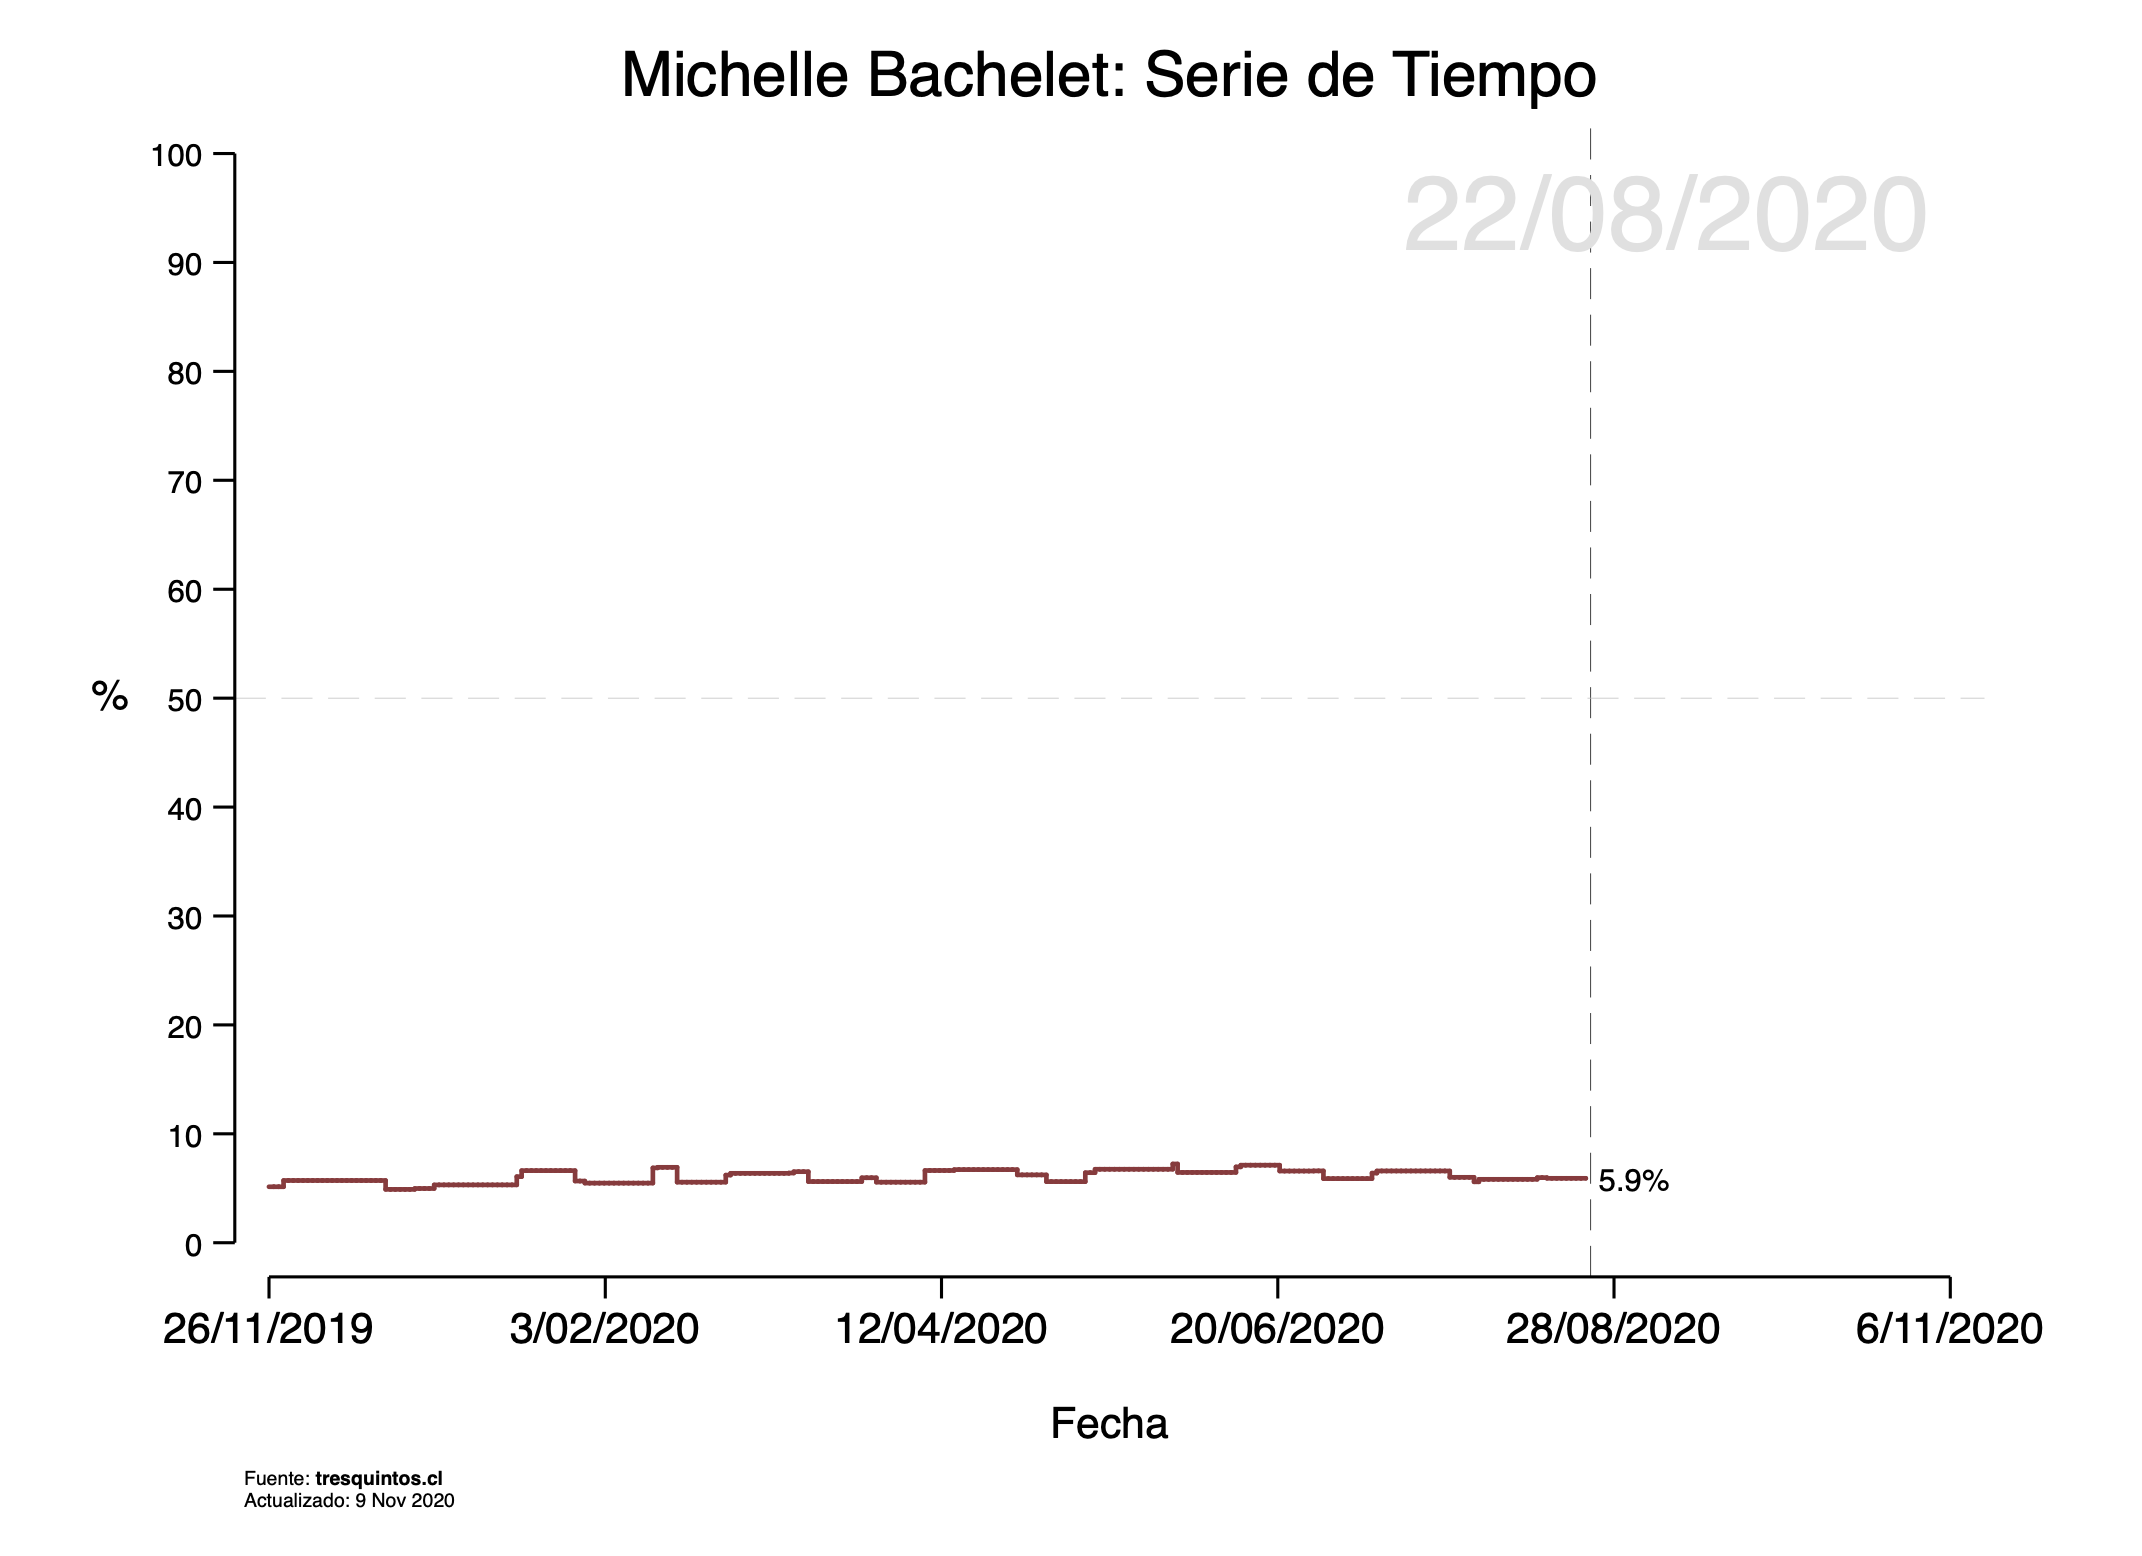 Michelle Bachelet: Serie de Tiempo
22/08/2020
100
90
80
70
60
%
50
40
30
20
10
0
5.9%
26/11/2019 3/02/2020 12/04/2020 20/06/2020 28/08/2020 6/11/2020
Fecha
Fuente: tresquintos.cl
Actualizado: 9 Nov 2020